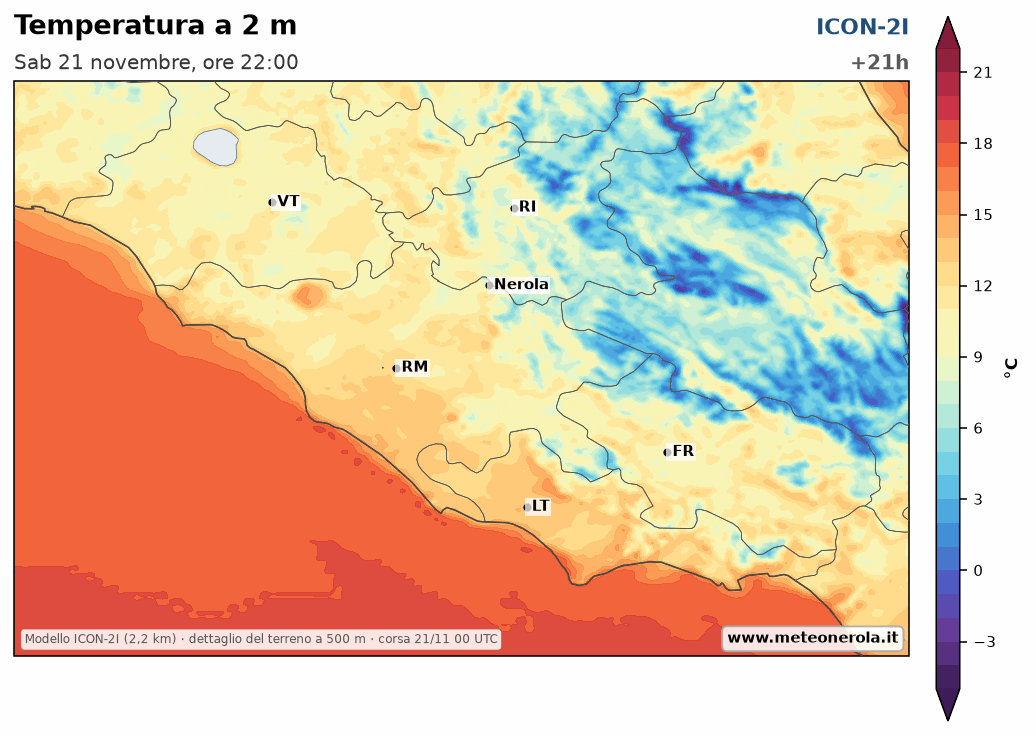 Temperatura a 2 m
ICON-2I
Sab 21 novembre, ore 22:00
+21h
21
18
15
12
9
6
3
0
−3
°C
VT
RI
Nerola
RM
FR
LT
Modello ICON-2I (2,2 km) · dettaglio del terreno a 500 m · corsa 21/11 00 UTC
www.meteonerola.it